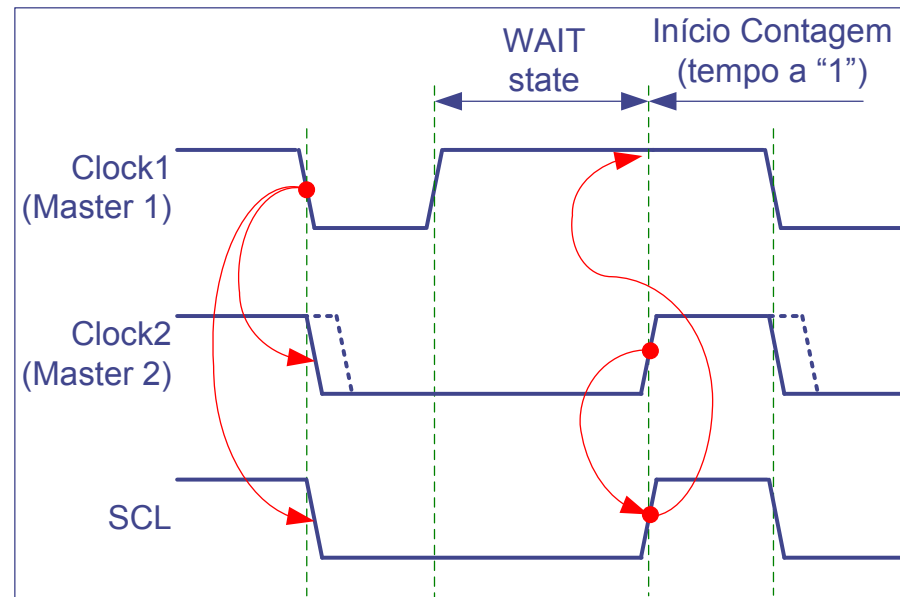 WAIT
state
Início Contagem
(tempo a “1”)
Clock1
(Master 1)
Clock2
(Master 2)
SCL